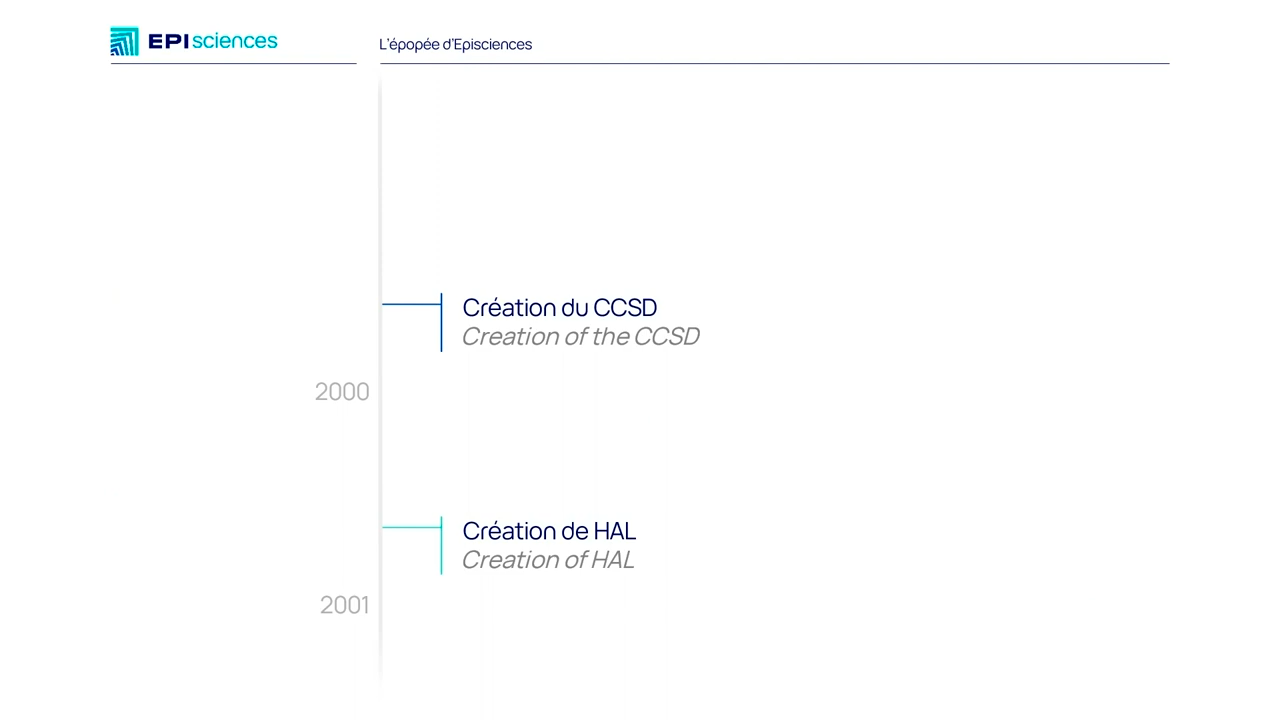 EPIsciences
L'épopée d'Episciences
Création du CCSD
Creation of the CCSD
2000
Création de HAL
Creation of HAL
2001